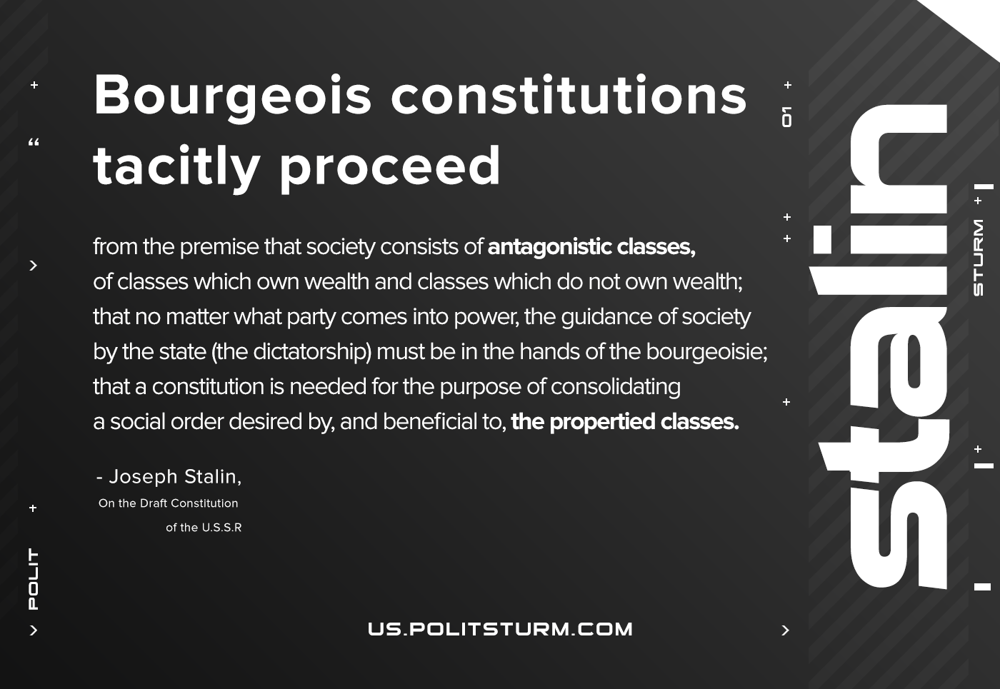 Bourgeois constitutions
tacitly proceed
from the premise that society consists of antagonistic classes,
of classes which own wealth and classes which do not own wealth;
that no matter what party comes into power, the guidance of society
by the state (the dictatorship) must be in the hands of the bourgeoisie;
that a constitution is needed for the purpose of consolidating
a social order desired by, and beneficial to, the propertied classes.
- Joseph Stalin,
On the Draft Constitution
of the U.S.S.R
“
POLIT
US.POLITSTURM.COM
01
stalin
STURM